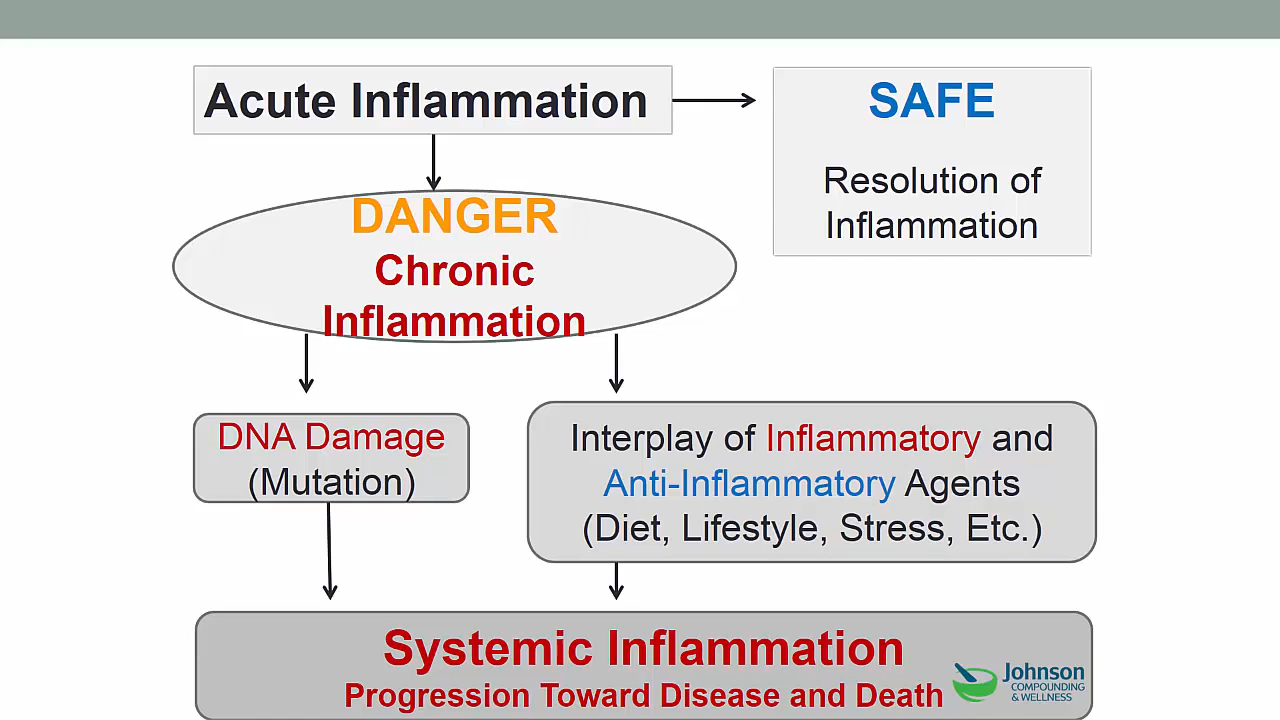 Acute Inflammation
SAFE
Resolution of
Inflammation
DANGER
Chronic
Inflammation
DNA Damage
(Mutation)
Interplay of Inflammatory and
Anti-Inflammatory Agents
(Diet, Lifestyle, Stress, Etc.)
Systemic Inflammation
Progression Toward Disease and Death
Johnson
COMPOUNDING
& WELLNESS